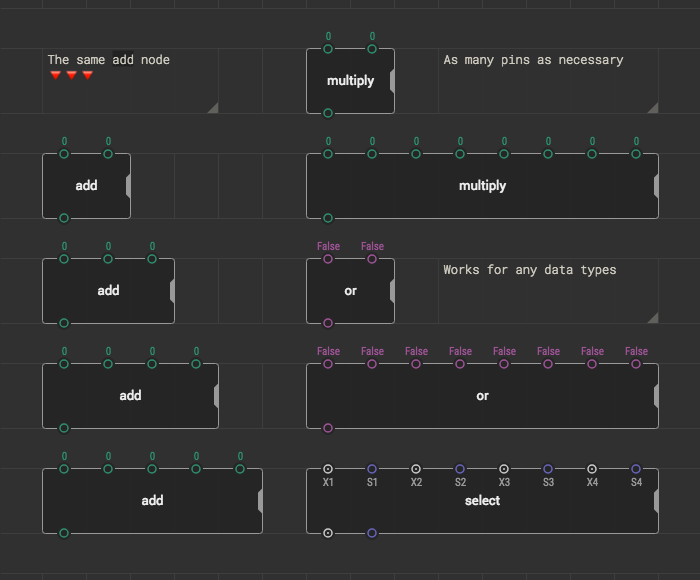 The same add node
🔻🔻🔻
0 0
multiply
As many pins as necessary
0 0
add
0 0 0 0 0 0 0 0
multiply
0 0 0
add
False False
or
Works for any data types
0 0 0 0
add
False False False False False False False False
or
0 0 0 0 0
add
X1 S1 X2 S2 X3 S3 X4 S4
select